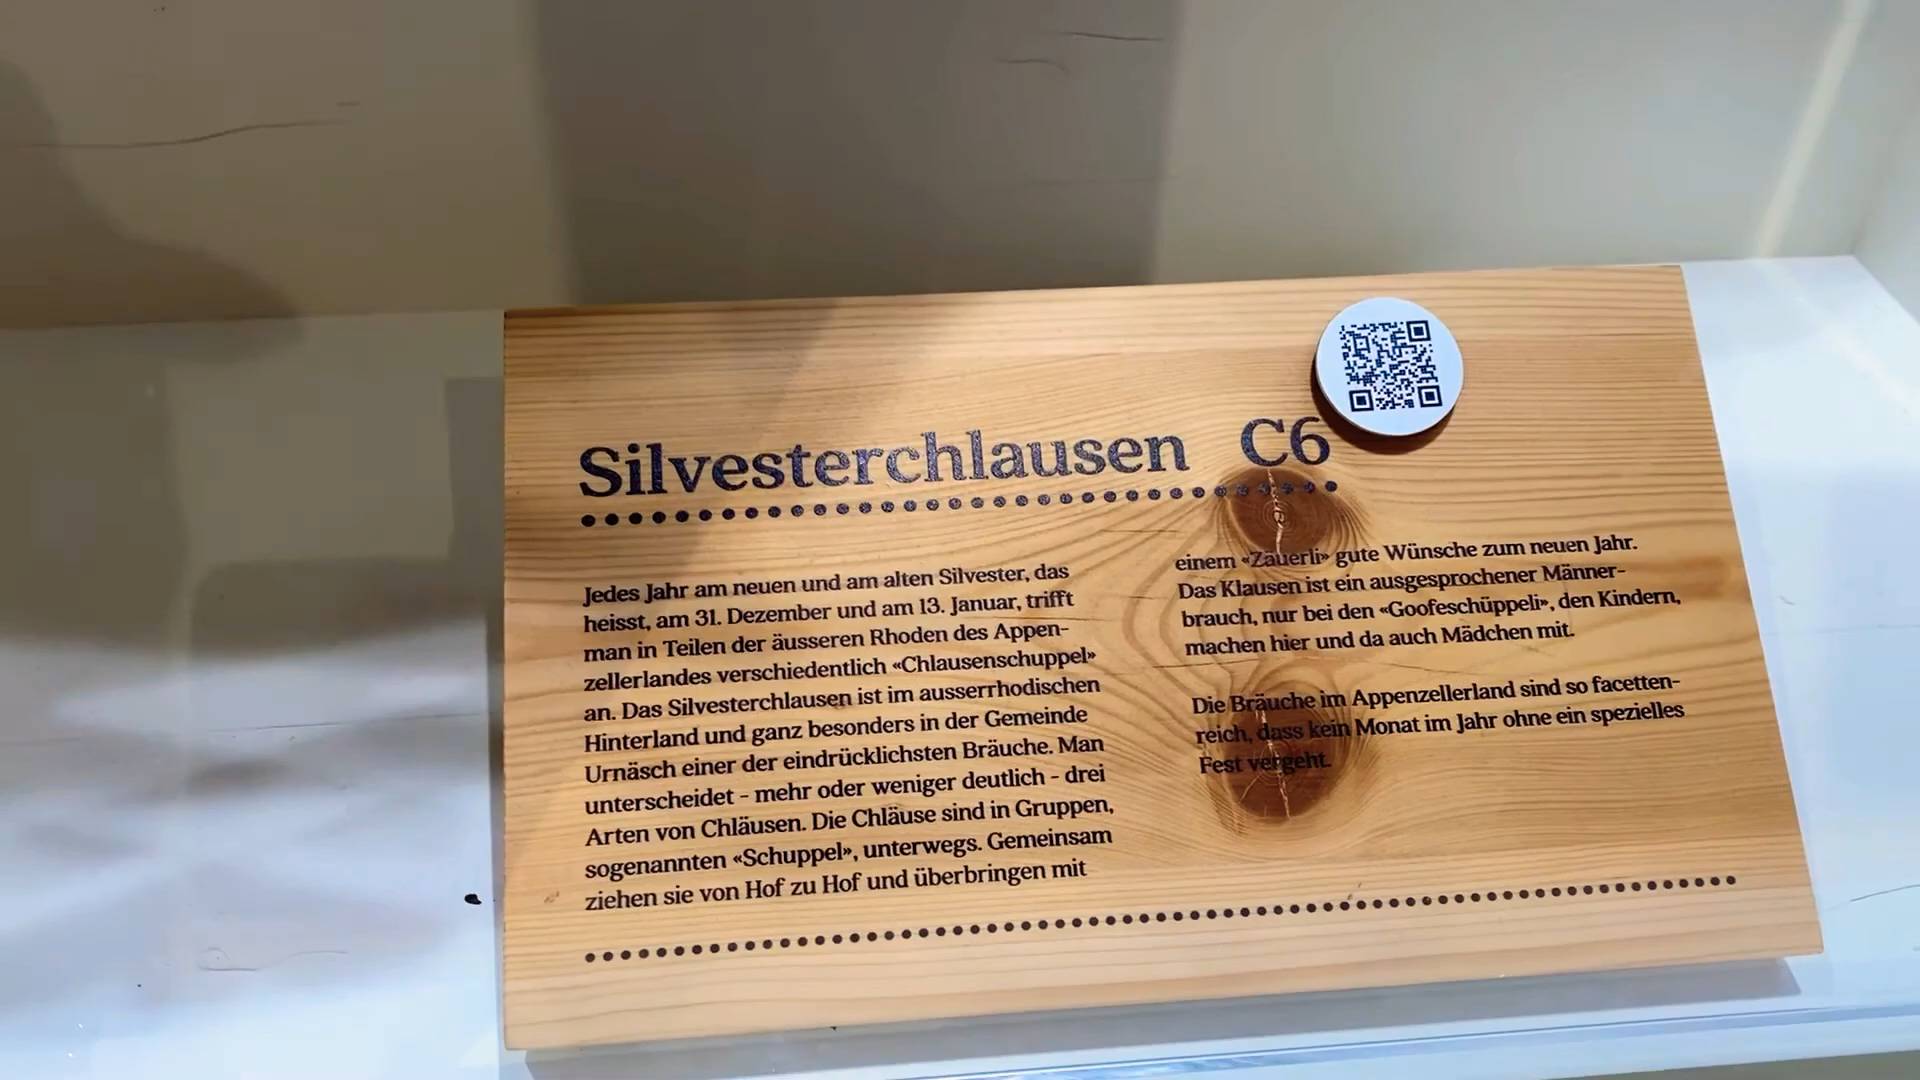 Silvesterchlausen C6
Jedes Jahr am neuen und am alten Silvester, das
heisst, am 31. Dezember und am 13. Januar, trifft
man in Teilen der äusseren Rhoden des Appen-
zellerlandes verschiedentlich «Chlausenschuppel»
an. Das Silvesterchlausen ist im ausserrhodischen
Hinterland und ganz besonders in der Gemeinde
Urnäsch einer der eindrücklichsten Bräuche. Man
unterscheidet - mehr oder weniger deutlich - drei
Arten von Chläusen. Die Chläuse sind in Gruppen,
sogenannten «Schuppel», unterwegs. Gemeinsam
ziehen sie von Hof zu Hof und überbringen mit
einem «Zäuerli» gute Wünsche zum neuen Jahr.
Das Klausen ist ein ausgesprochener Männer-
brauch, nur bei den «Goofeschüppeli», den Kindern,
machen hier und da auch Mädchen mit.
Die Bräuche im Appenzellerland sind so facetten-
reich, dass kein Monat im Jahr ohne ein spezielles
Fest vergeht.